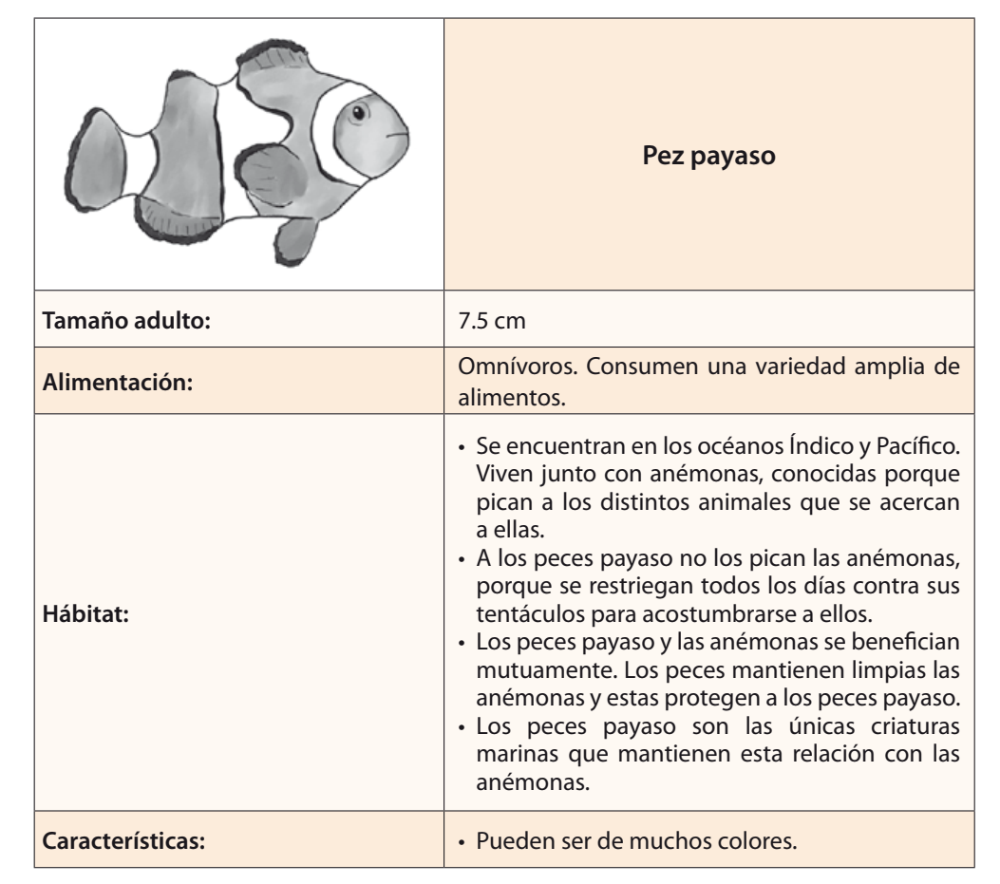 Pez payaso
Tamaño adulto:
7.5 cm
Alimentación:
Omnívoros. Consumen una variedad amplia de
alimentos.
Hábitat:
• Se encuentran en los océanos Índico y Pacífico.
Viven junto con anémonas, conocidas porque
pican a los distintos animales que se acercan
a ellas.
• A los peces payaso no los pican las anémonas,
porque se restriegan todos los días contra sus
tentáculos para acostumbrarse a ellos.
• Los peces payaso y las anémonas se benefician
mutuamente. Los peces mantienen limpias las
anémonas y estas protegen a los peces payaso.
• Los peces payaso son las únicas criaturas
marinas que mantienen esta relación con las
anémonas.
Características:
• Pueden ser de muchos colores.